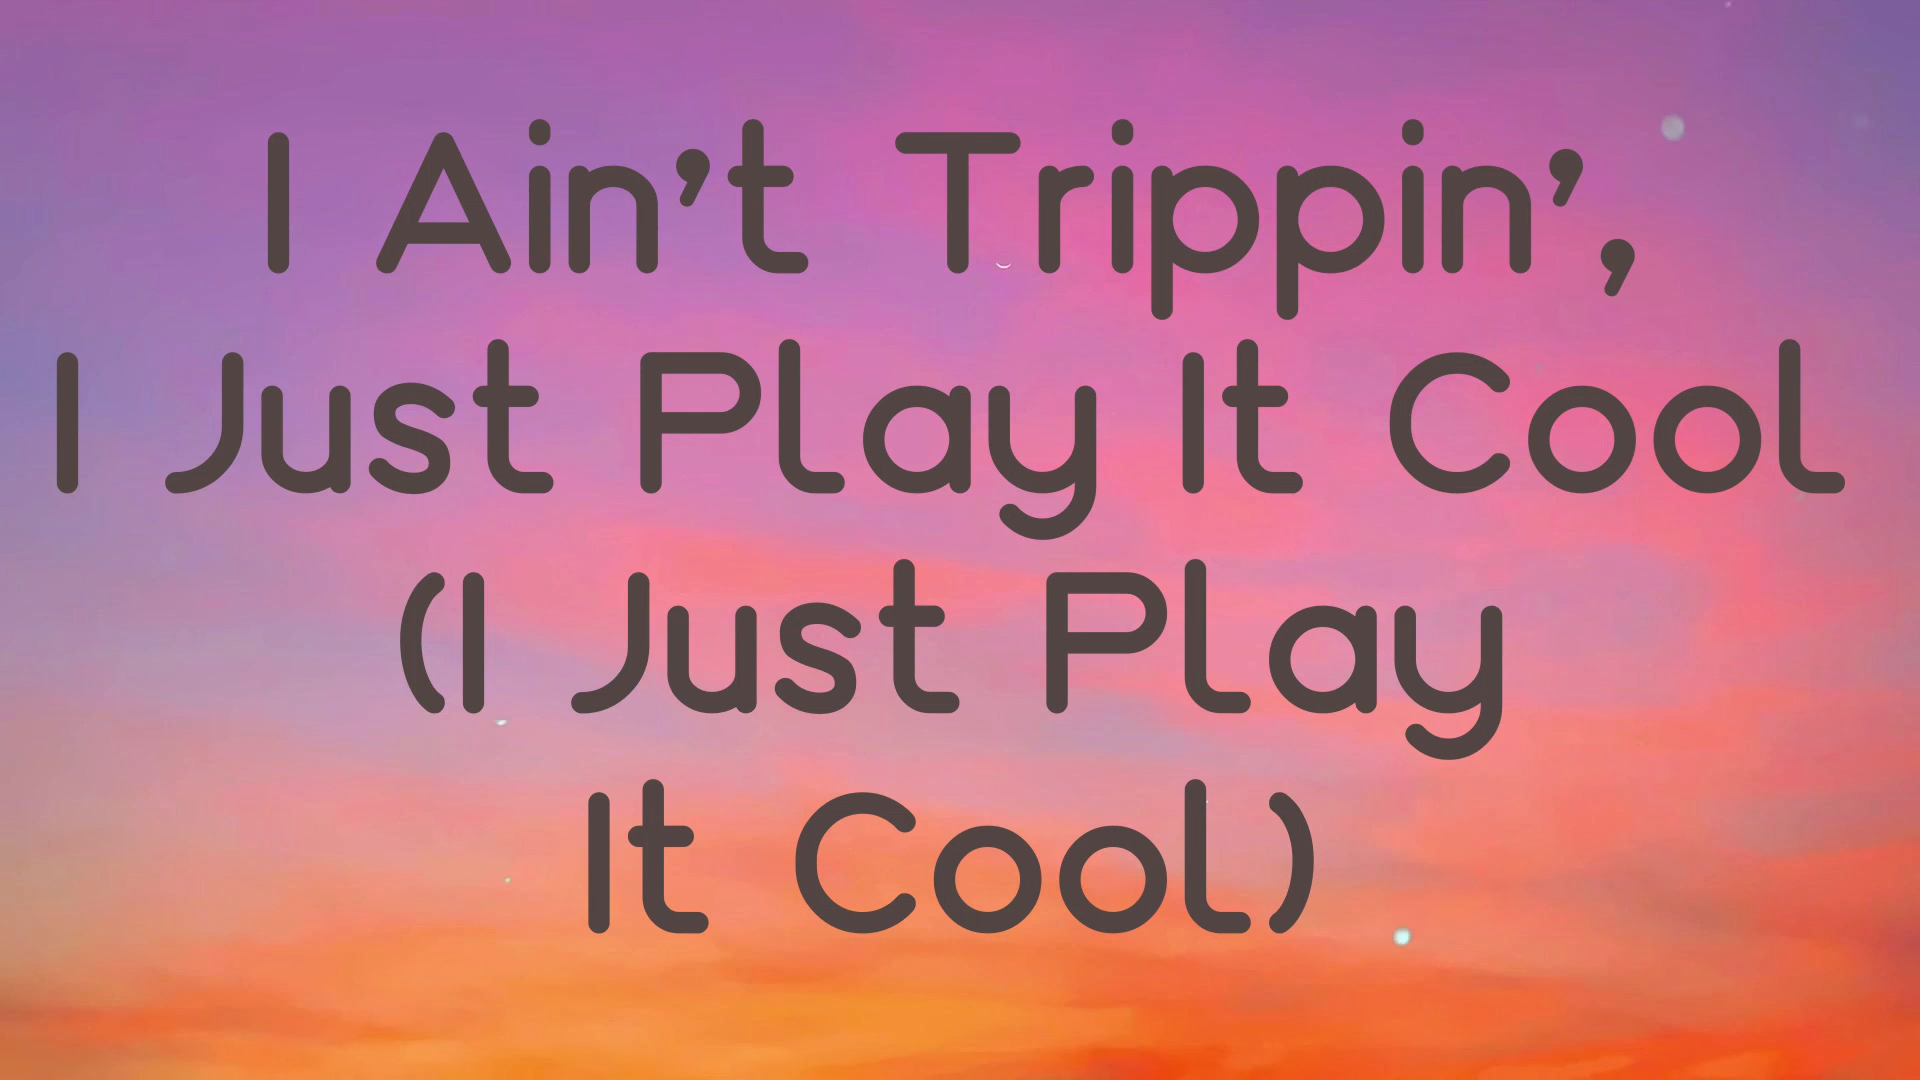 I Ain’t Trippin’,
I Just Play It Cool
(I Just Play
It Cool)